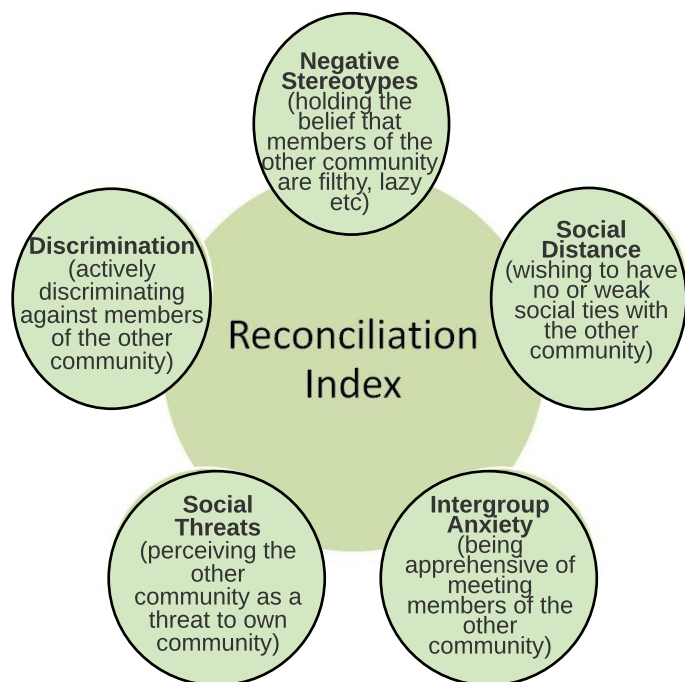 Negative
Stereotypes
(holding the
belief that
members of the
other community
are filthy, lazy
etc)
Discrimination
(actively
discriminating
against members
of the other
community)
Social
Distance
(wishing to have
no or weak
social ties with
the other
community)
Reconciliation
Index
Social
Threats
(perceiving the
other
community as a
threat to own
community)
Intergroup
Anxiety
(being
apprehensive of
meeting
members of the
other
community)